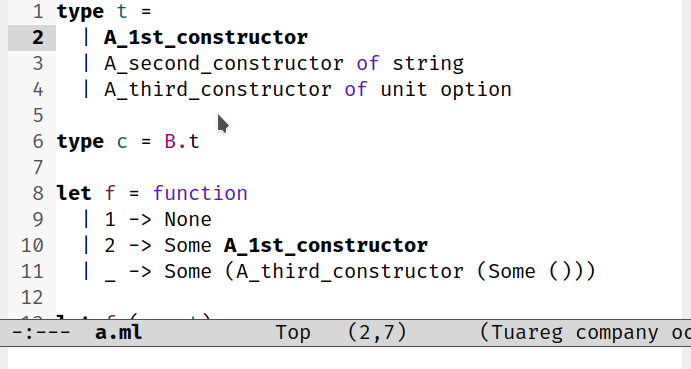 1 type t =
2 | A_1st_constructor
3 | A_second_constructor of string
4 | A_third_constructor of unit option
5
6 type c = B.t
7
8 let f = function
9 | 1 -> None
10 | 2 -> Some A_1st_constructor
11 | _ -> Some (A_third_constructor (Some ()))
12
-:--- a.ml Top (2,7) (Tuareg company oc